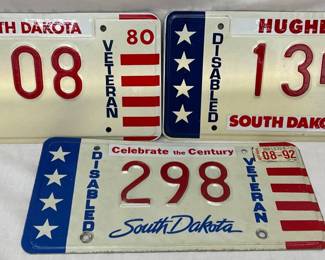 TH DAKOTA
80
08
VETERAN
HUGHE
DISABLED
13
SOUTH DAKO
Celebrate the Century
08-92
DISABLED
298
VETERAN
South Dakota